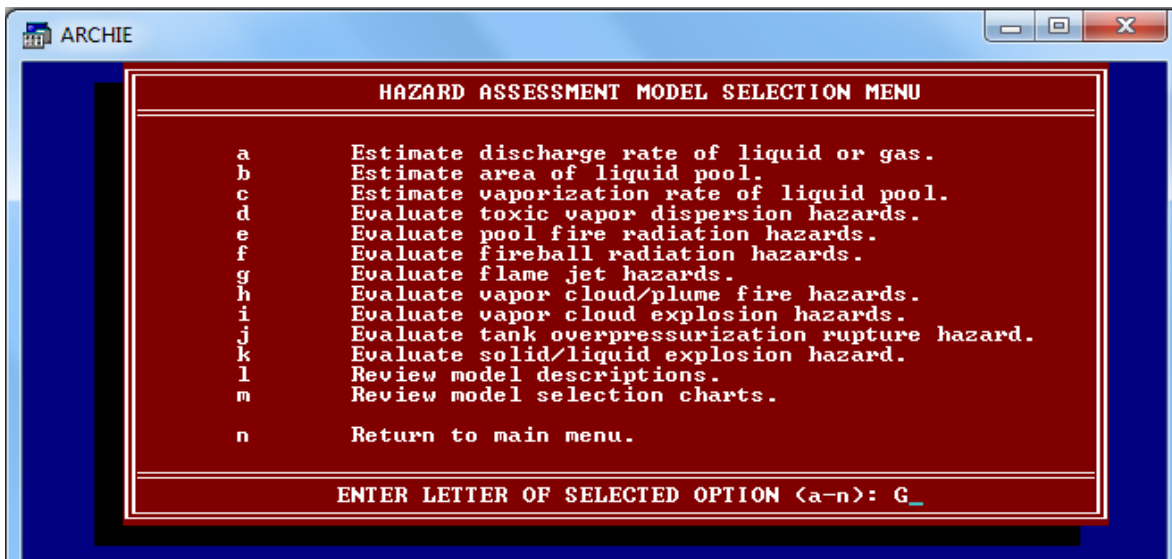 ARCHIE
HAZARD ASSESSMENT MODEL SELECTION MENU
a Estimate discharge rate of liquid or gas.
b Estimate area of liquid pool.
c Estimate vaporization rate of liquid pool.
d Evaluate toxic vapor dispersion hazards.
e Evaluate pool fire radiation hazards.
f Evaluate fireball radiation hazards.
g Evaluate flame jet hazards.
h Evaluate vapor cloud/plume fire hazards.
i Evaluate vapor cloud explosion hazards.
j Evaluate tank overpressurization rupture hazard.
k Evaluate solid/liquid explosion hazard.
l Review model descriptions.
m Review model selection charts.
n Return to main menu.
ENTER LETTER OF SELECTED OPTION (a-n): G_